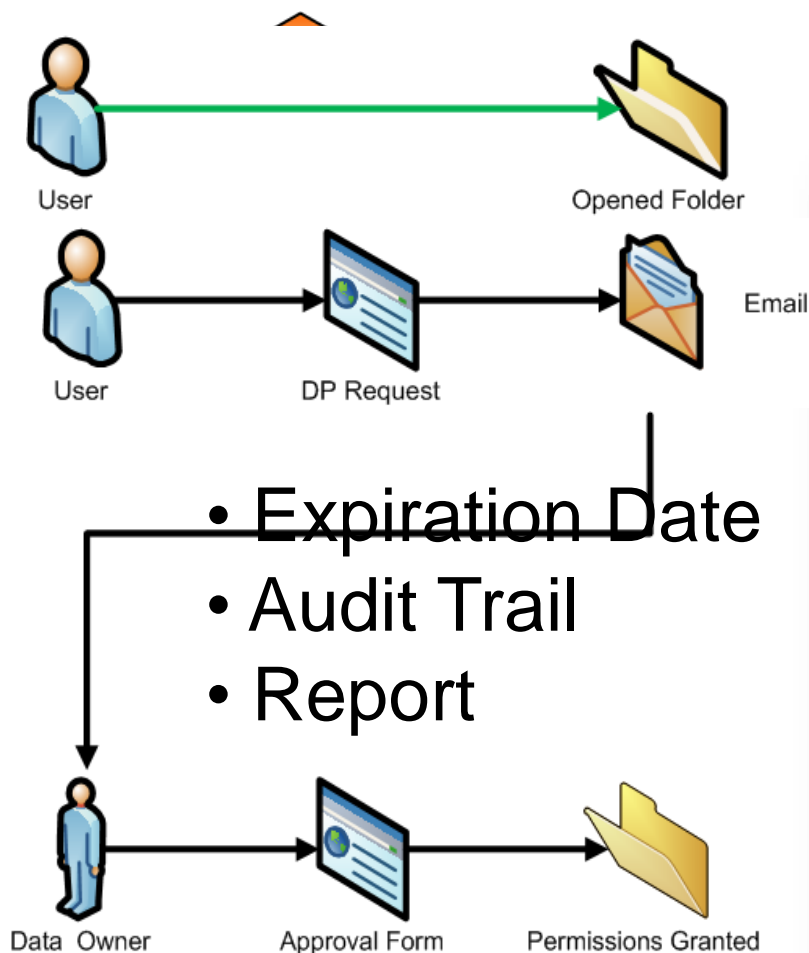 User
Opened Folder
Email
User
DP Request
• Expiration Date
• Audit Trail
• Report
Data Owner
Approval Form
Permissions Granted